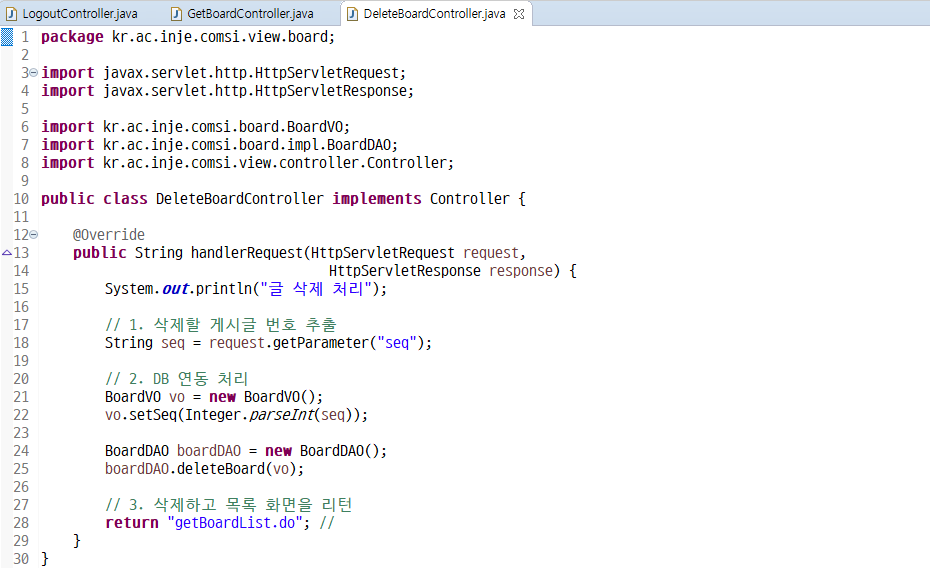 LogoutController.java GetBoardController.java DeleteBoardController.java
1 package kr.ac.inje.comsi.view.board;
2
3 import javax.servlet.http.HttpServletRequest;
4 import javax.servlet.http.HttpServletResponse;
5
6 import kr.ac.inje.comsi.board.BoardVO;
7 import kr.ac.inje.comsi.board.impl.BoardDAO;
8 import kr.ac.inje.comsi.view.controller.Controller;
9
10 public class DeleteBoardController implements Controller {
11
12 @Override
13 public String handlerRequest(HttpServletRequest request,
14 HttpServletResponse response) {
15 System.out.println("글 삭제 처리");
16
17 // 1. 삭제할 게시글 번호 추출
18 String seq = request.getParameter("seq");
19
20 // 2. DB 연동 처리
21 BoardVO vo = new BoardVO();
22 vo.setSeq(Integer.parseInt(seq));
23
24 BoardDAO boardDAO = new BoardDAO();
25 boardDAO.deleteBoard(vo);
26
27 // 3. 삭제하고 목록 화면을 리턴
28 return "getBoardList.do"; //
29 }
30 }